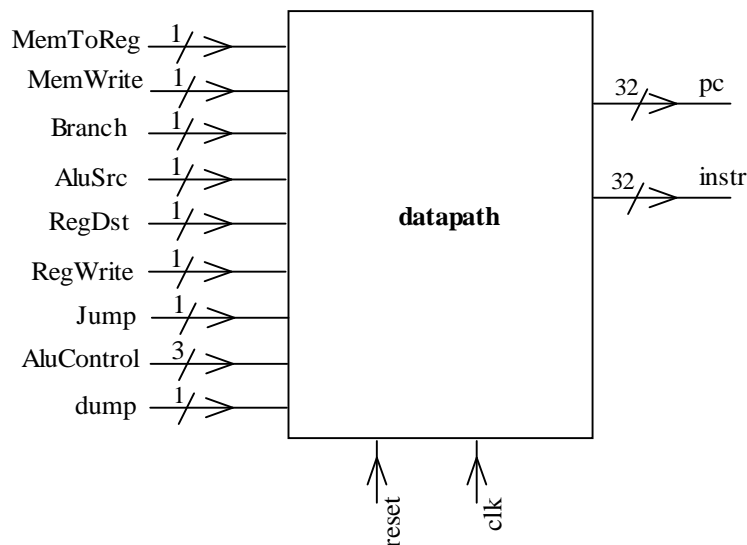 MemToReg 1
MemWrite 1
Branch 1
AluSrc 1
RegDst 1
RegWrite 1
Jump 1
AluControl 3
dump 1
datapath
32 pc
32 instr
reset
clk